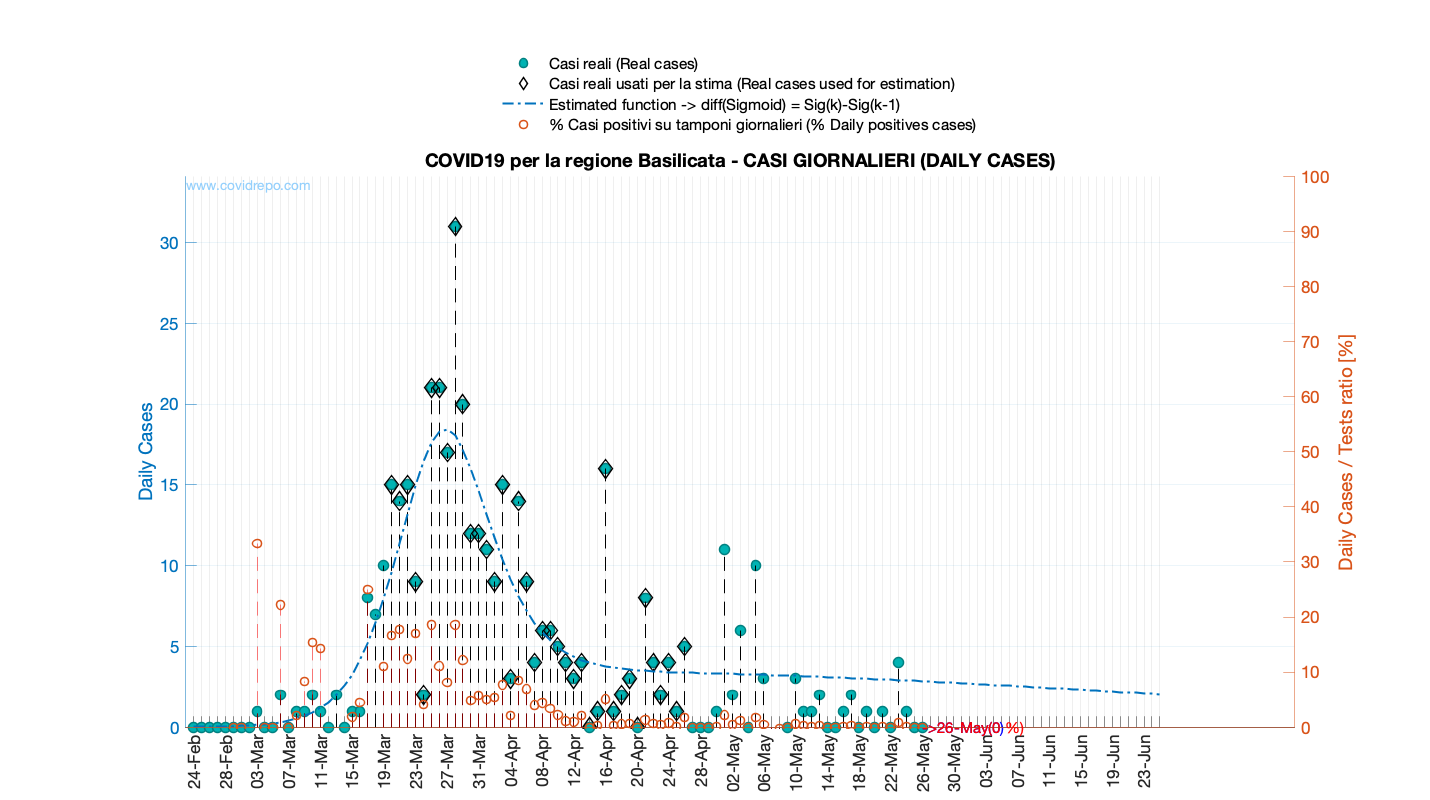 Casi reali (Real cases)
Casi reali usati per la stima (Real cases used for estimation)
Estimated function -> diff(Sigmoid) = Sig(k)-Sig(k-1)
% Casi positivi su tamponi giornalieri (% Daily positives cases)
COVID19 per la regione Basilicata - CASI GIORNALIERI (DAILY CASES)
www.covidrepo.com
Daily Cases
30
25
20
15
10
5
0
100
90
80
70
60
50
40
30
20
10
0
Daily Cases / Tests ratio [%]
->26-May(0) %)
24-Feb
28-Feb
03-Mar
07-Mar
11-Mar
15-Mar
19-Mar
23-Mar
27-Mar
31-Mar
04-Apr
08-Apr
12-Apr
16-Apr
20-Apr
24-Apr
28-Apr
02-May
06-May
10-May
14-May
18-May
22-May
26-May
30-May
03-Jun
07-Jun
11-Jun
15-Jun
19-Jun
23-Jun